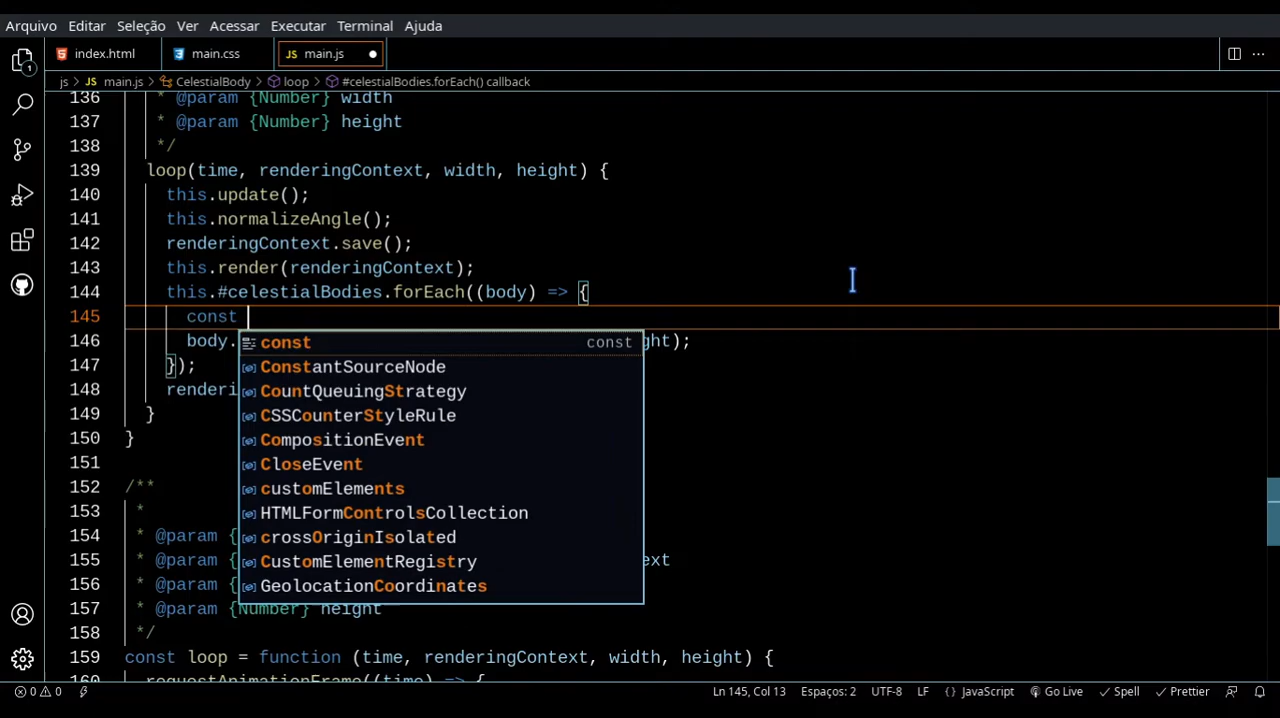 Arquivo Editar Seleção Ver Acessar Executar Terminal Ajuda
index.html main.css JS main.js
js > JS main.js > CelestialBody > loop > #celestialBodies.forEach() callback
136 * @param {Number} width
137 * @param {Number} height
138 */
139 loop(time, renderingContext, width, height) {
140 this.update();
141 this.normalizeAngle();
142 renderingContext.save();
143 this.render(renderingContext);
144 this.#celestialBodies.forEach((body) => {
145 const
const const
146 body. ght);
ConstantSourceNode
147 });
CountQueuingStrategy
148 renderi
CSSCounterStyleRule
149 }
CompositionEvent
150 }
CloseEvent
151
customElements
152 /**
HTMLFormControlsCollection
153 *
crossOriginIsolated
154 * @param {
CustomElementRegistry
155 * @param { ext
GeolocationCoordinates
156 * @param {
157 * @param {Number} height
158 */
159 const loop = function (time, renderingContext, width, height) {
160 requestAnimationFrame((time) => {
0 0 Ln 145, Col 13 Espaços: 2 UTF-8 LF {} JavaScript Go Live Spell Prettier